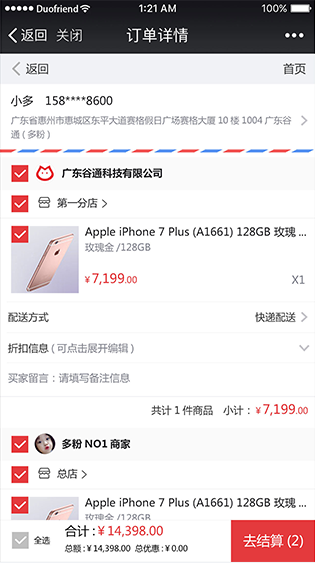 Duofriend
1:21 AM
100%
返回 关闭
订单详情
返回
首页
小多 158****8600
广东省惠州市惠城区东平大道赛格假日广场赛格大厦 10 楼 1004 广东谷
通 ( 多粉 )
广东谷通科技有限公司
第一分店
Apple iPhone 7 Plus (A1661) 128GB 玫瑰 ...
玫瑰金 /128GB
¥ 7,199.00
X1
配送方式
快递配送
折扣信息 ( 可点击展开编辑 )
买家留言：请填写备注信息
共计 1 件商品 小计：¥ 7,199.00
多粉 NO1 商家
总店
Apple iPhone 7 Plus (A1661) 128GB 玫瑰 ...
玫瑰金 /128GB
全选
合计 : ¥ 14,398.00
总额 : ¥ 14,398.00 总优惠 : ¥ 0.00
去结算 (2)